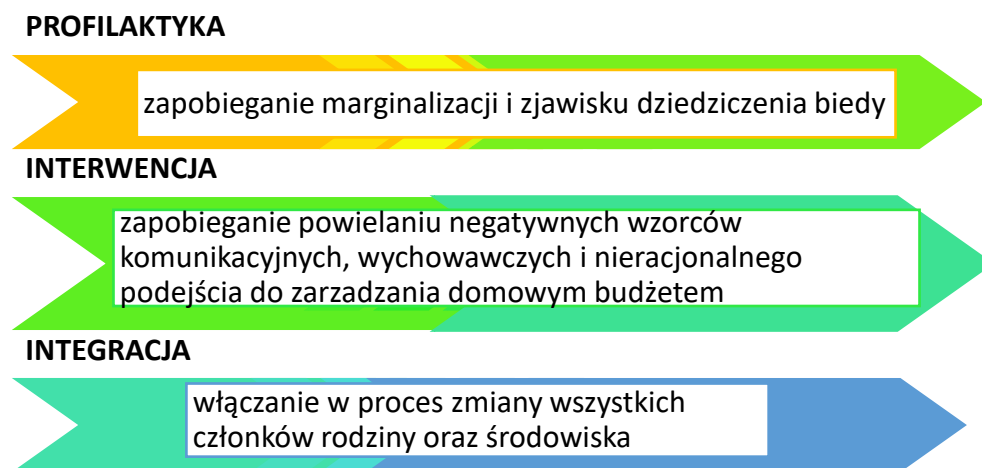 PROFILAKTYKA
zapobieganie marginalizacji i zjawisku dziedziczenia biedy
INTERWENCJA
zapobieganie powielaniu negatywnych wzorców
komunikacyjnych, wychowawczych i nieracjonalnego
podejścia do zarzadzania domowym budżetem
INTEGRACJA
włączanie w proces zmiany wszystkich
członków rodziny oraz środowiska